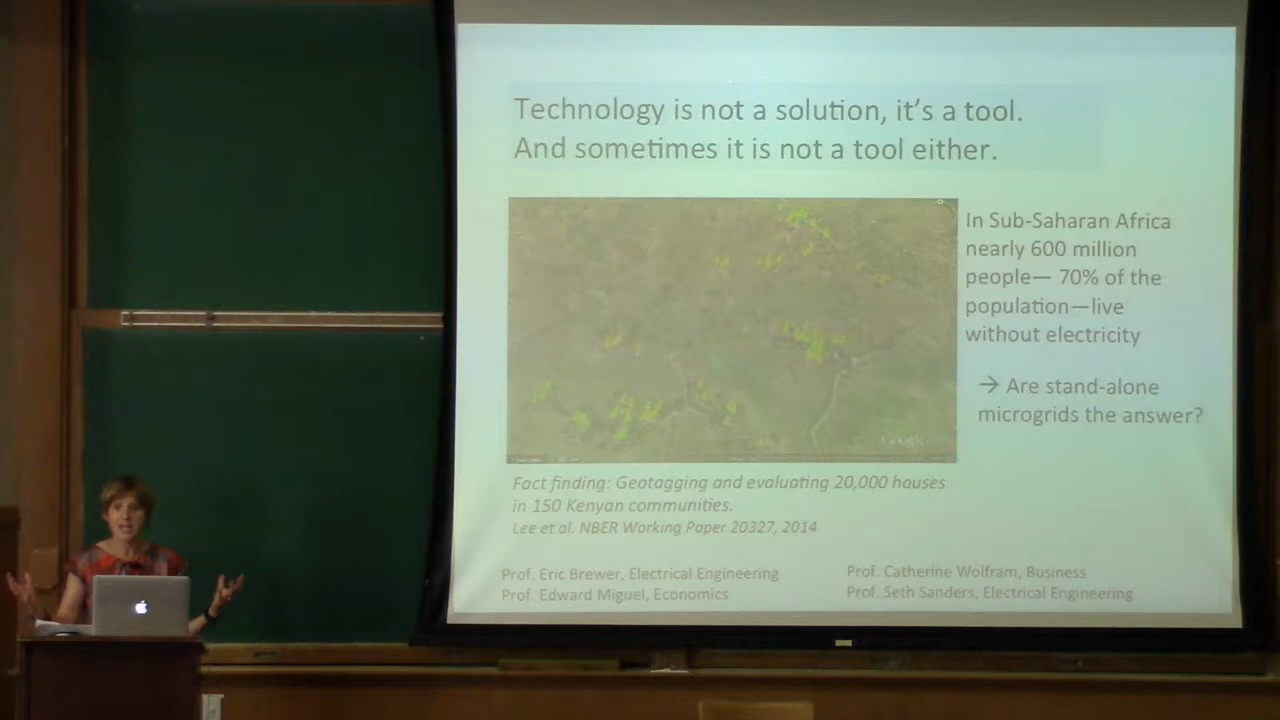 Technology is not a solution, it's a tool.
And sometimes it is not a tool either.
In Sub-Saharan Africa
nearly 600 million
people— 70% of the
population—live
without electricity
→ Are stand-alone
microgrids the answer?
Google
Fact finding: Geotagging and evaluating 20,000 houses
in 150 Kenyan communities.
Lee et al. NBER Working Paper 20327, 2014
Prof. Eric Brewer, Electrical Engineering
Prof. Edward Miguel, Economics
Prof. Catherine Wolfram, Business
Prof. Seth Sanders, Electrical Engineering